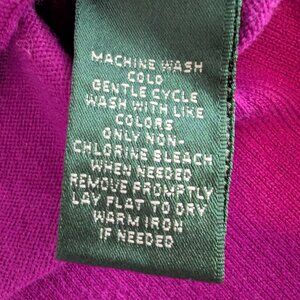 MACHINE WASH
COLD
GENTLE CYCLE
WASH WITH LIKE
COLORS
ONLY NON-
CHLORINE BLEACH
WHEN NEEDED
REMOVE PROMPTLY
LAY FLAT TO DRY
WARM IRON
IF NEEDED